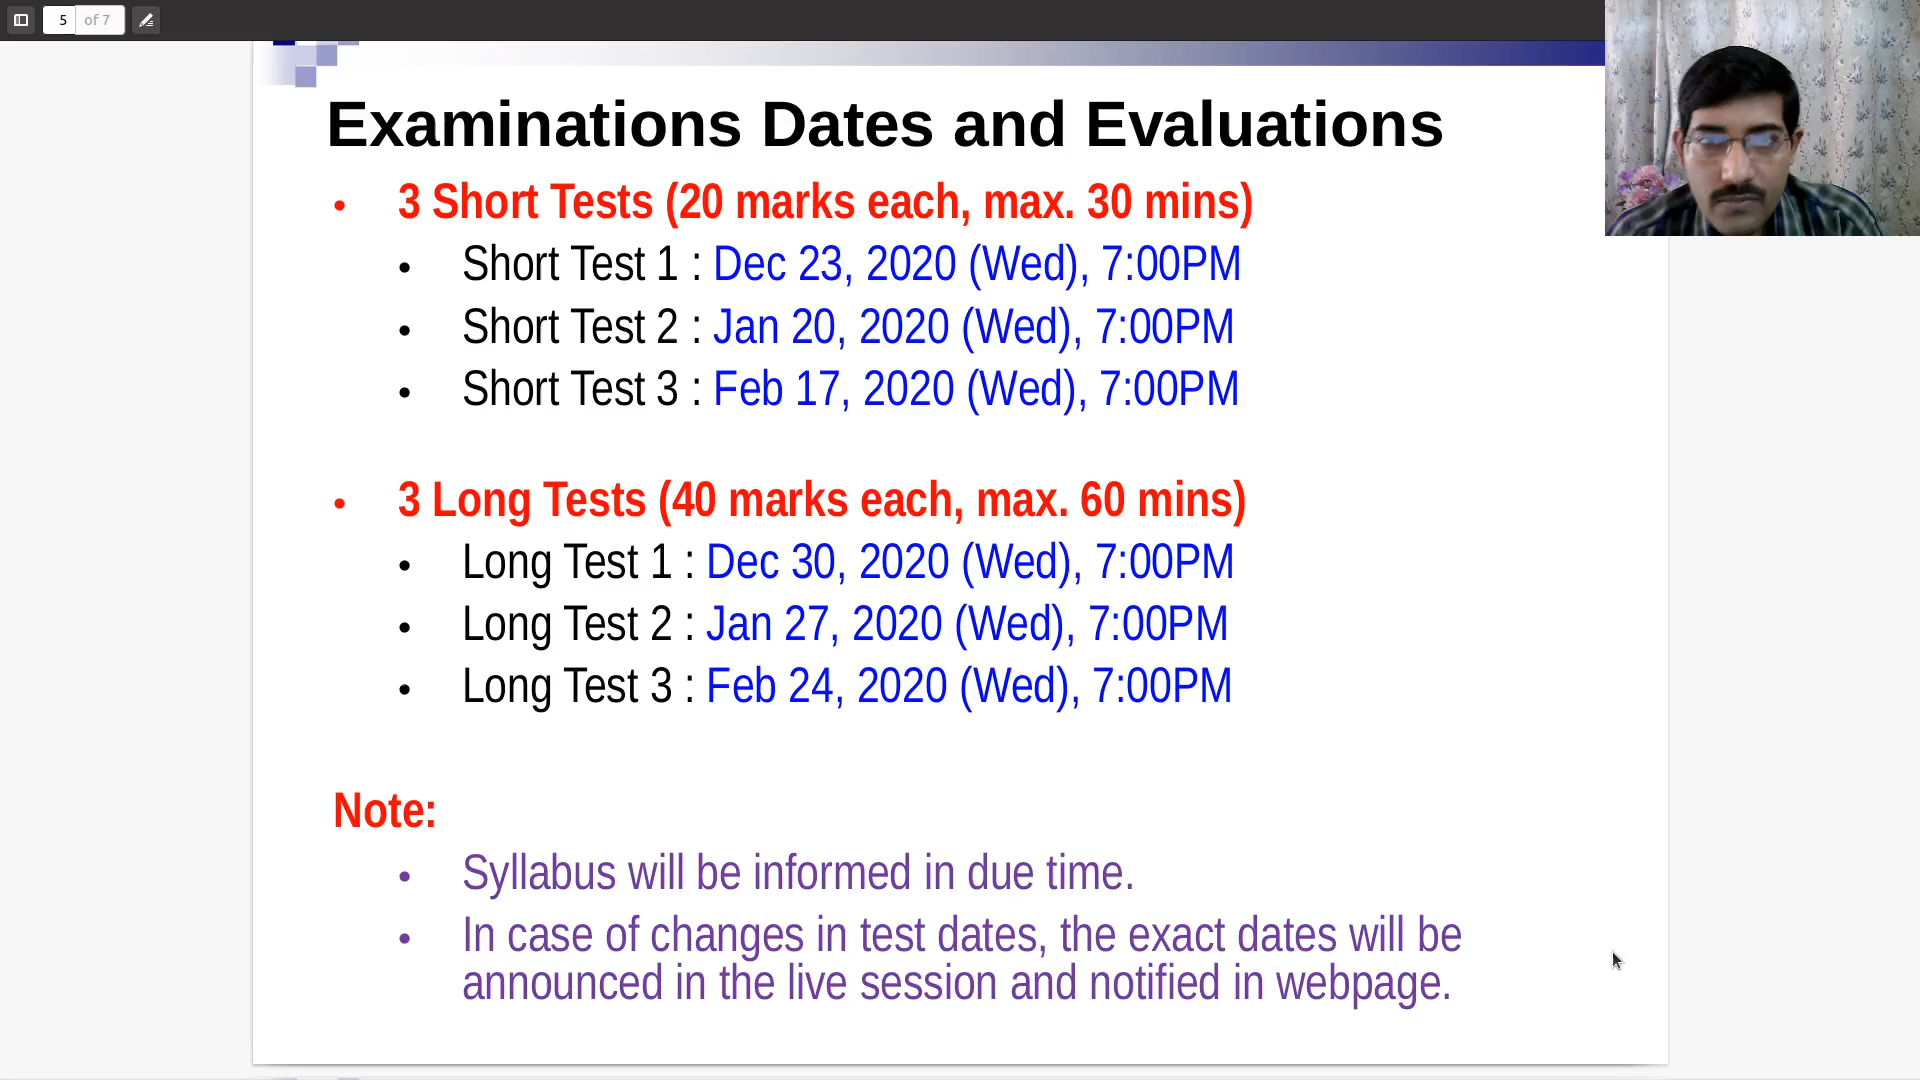 5 of 7
Examinations Dates and Evaluations
• 3 Short Tests (20 marks each, max. 30 mins)
• Short Test 1 : Dec 23, 2020 (Wed), 7:00PM
• Short Test 2 : Jan 20, 2020 (Wed), 7:00PM
• Short Test 3 : Feb 17, 2020 (Wed), 7:00PM
• 3 Long Tests (40 marks each, max. 60 mins)
• Long Test 1 : Dec 30, 2020 (Wed), 7:00PM
• Long Test 2 : Jan 27, 2020 (Wed), 7:00PM
• Long Test 3 : Feb 24, 2020 (Wed), 7:00PM
Note:
• Syllabus will be informed in due time.
• In case of changes in test dates, the exact dates will be
announced in the live session and notified in webpage.